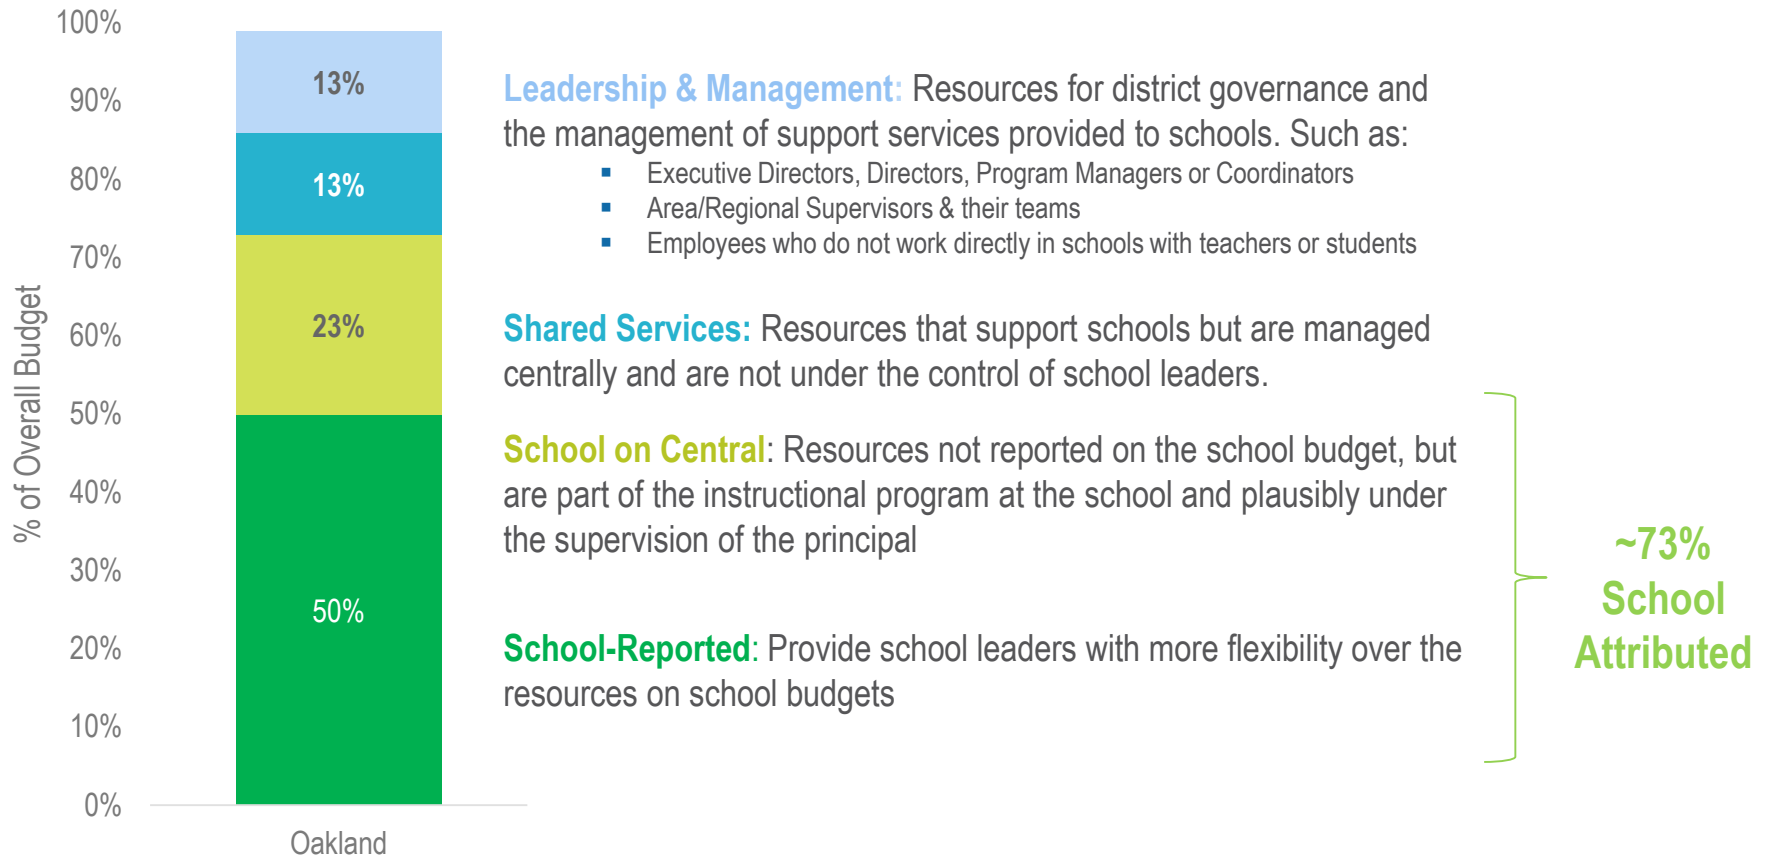 100%
90%
80%
70%
60%
50%
40%
30%
20%
10%
0%
% of Overall Budget
13%
13%
23%
50%
Oakland
Leadership & Management: Resources for district governance and
the management of support services provided to schools. Such as:
▪ Executive Directors, Directors, Program Managers or Coordinators
▪ Area/Regional Supervisors & their teams
▪ Employees who do not work directly in schools with teachers or students
Shared Services: Resources that support schools but are managed
centrally and are not under the control of school leaders.
School on Central: Resources not reported on the school budget, but
are part of the instructional program at the school and plausibly under
the supervision of the principal
School-Reported: Provide school leaders with more flexibility over the
resources on school budgets
~73%
School
Attributed